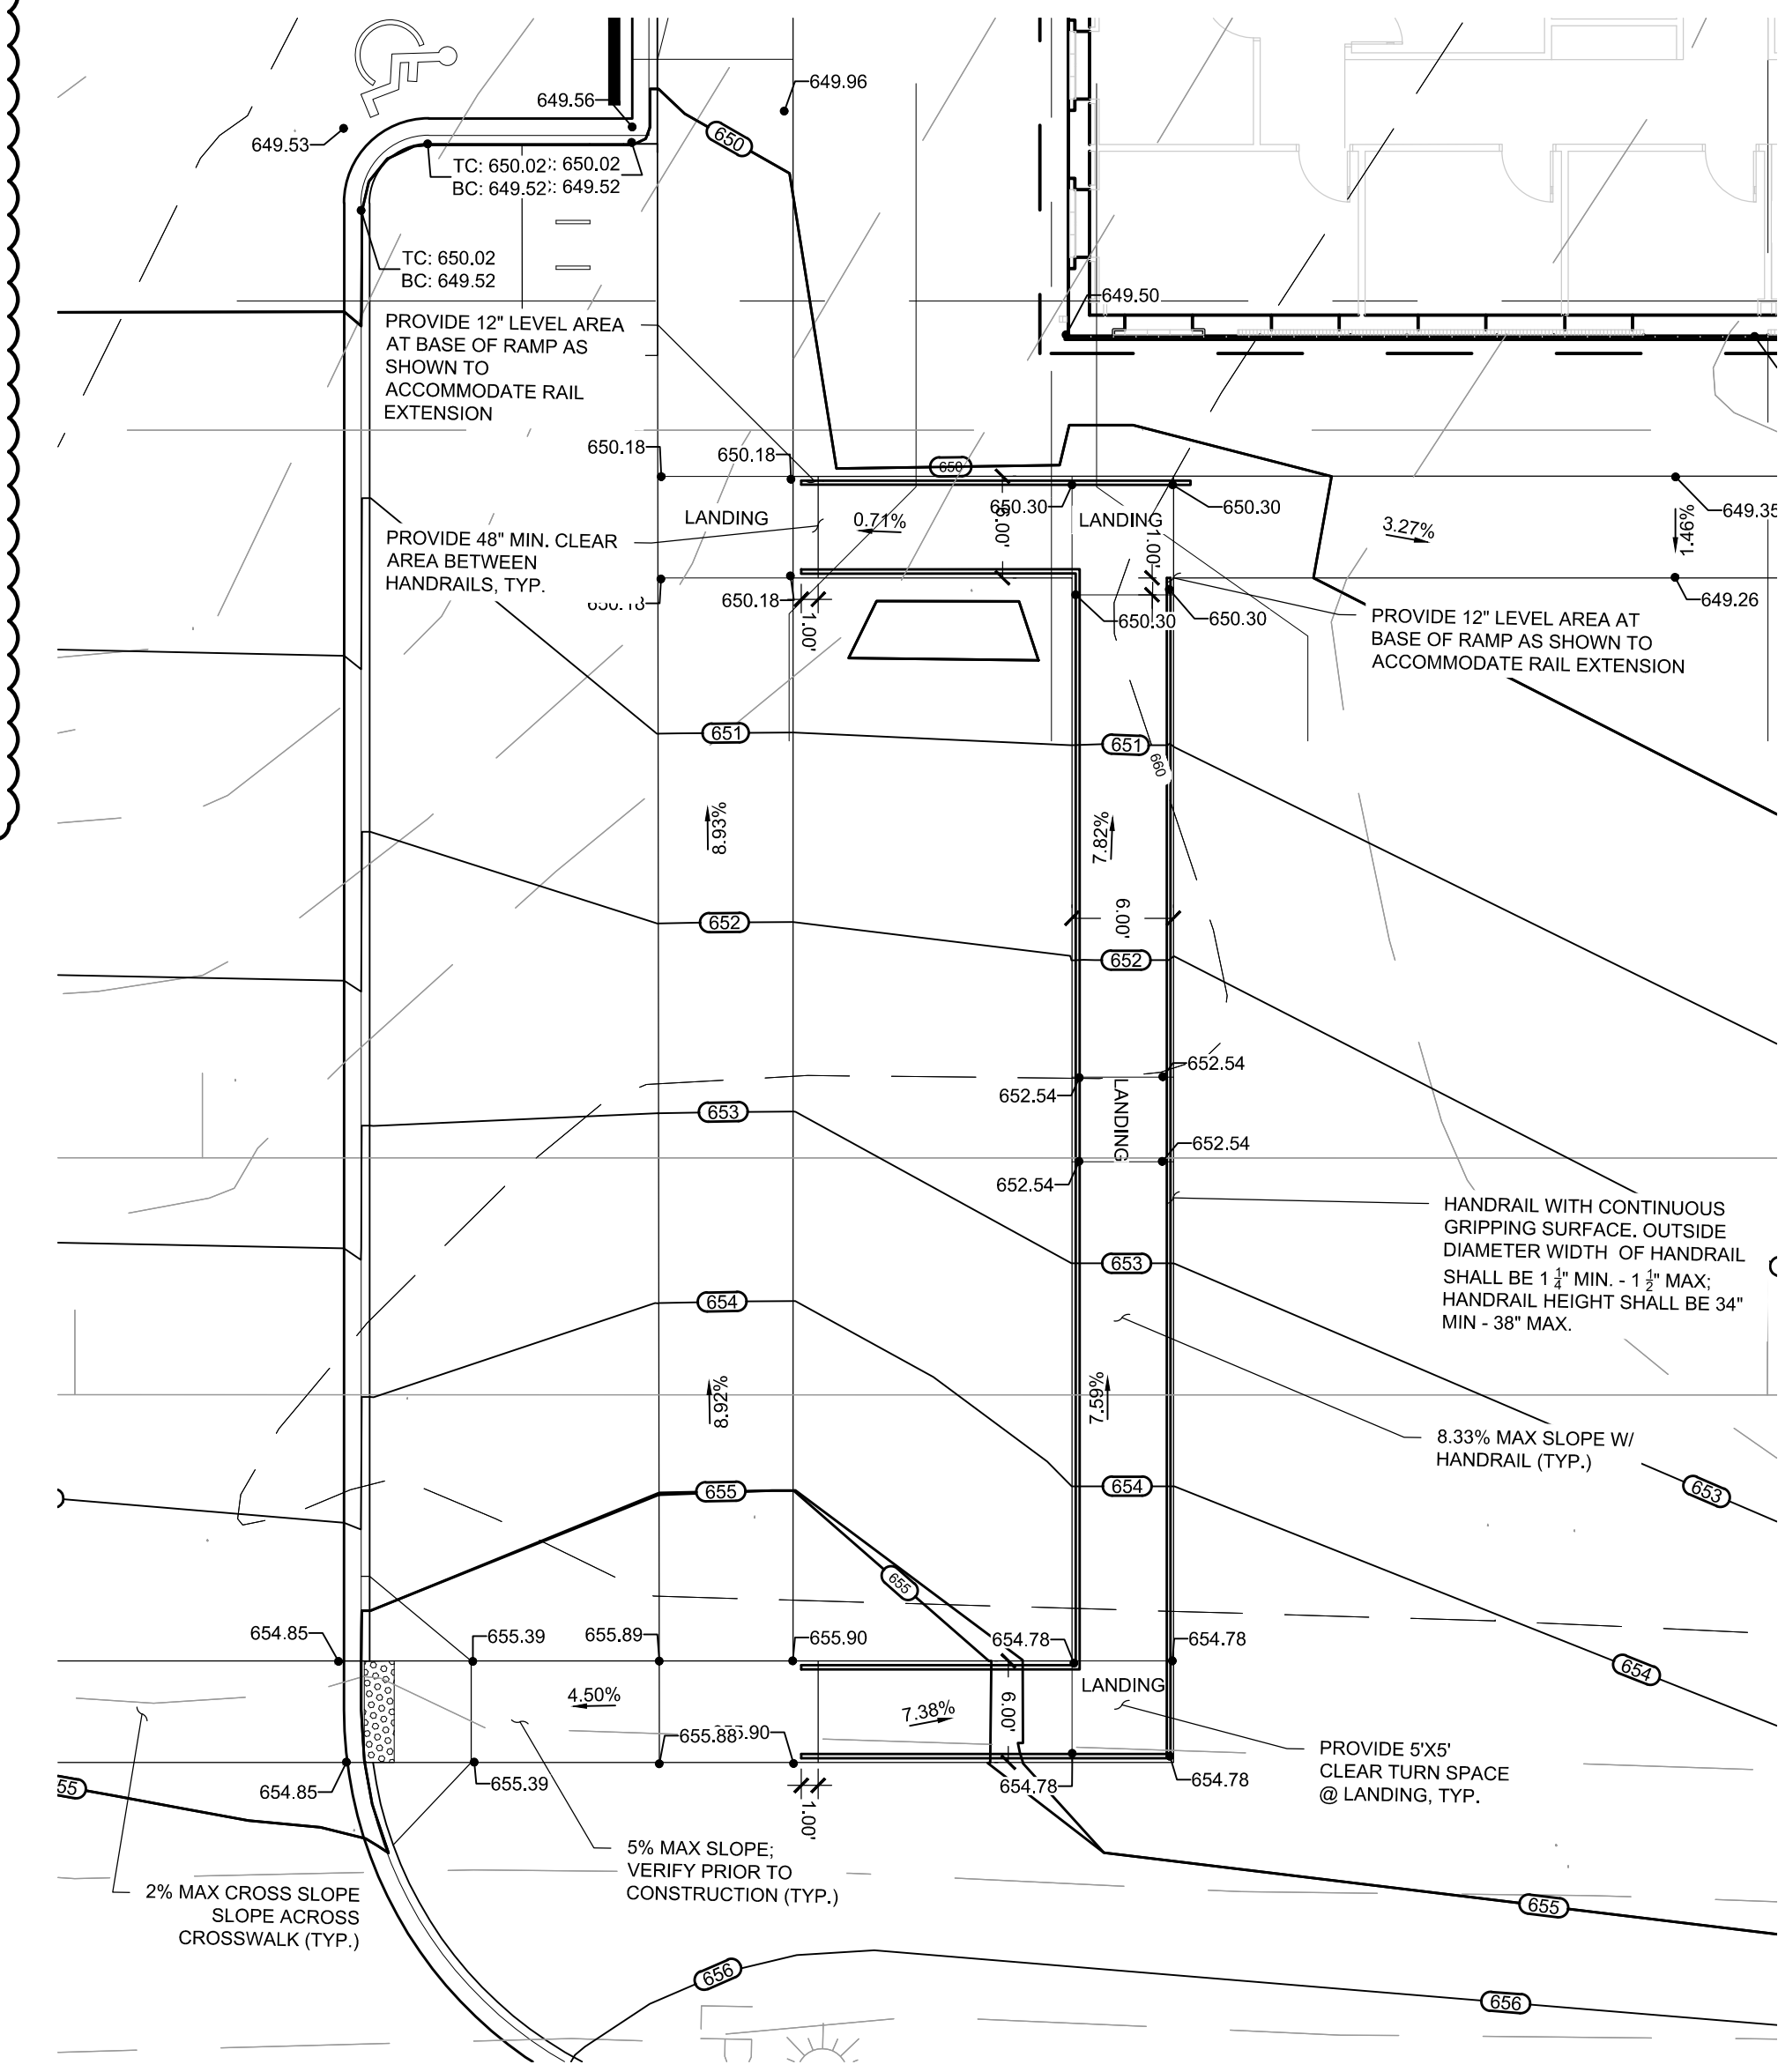 649.96
649.56
649.53
650
TC: 650.02
: 650.02
BC: 649.52
: 649.52
TC: 650.02
BC: 649.52
649.50
PROVIDE 12" LEVEL AREA
AT BASE OF RAMP AS
SHOWN TO
ACCOMMODATE RAIL
EXTENSION
650.18
650.18
650
650.30
6.00'
650.30
LANDING
LANDING
0.71%
3.27%
1.46%
649.35
PROVIDE 48" MIN. CLEAR
AREA BETWEEN
HANDRAILS, TYP.
1.00'
650.18
650.18
1.00'
650.30
650.30
649.26
PROVIDE 12" LEVEL AREA AT
BASE OF RAMP AS SHOWN TO
ACCOMMODATE RAIL EXTENSION
651
651
660
8.93%
7.82%
6.00'
652
652
652.54
652.54
LANDING
653
652.54
652.54
HANDRAIL WITH CONTINUOUS
GRIPPING SURFACE. OUTSIDE
DIAMETER WIDTH OF HANDRAIL
SHALL BE 1 1/4" MIN. - 1 1/2" MAX;
HANDRAIL HEIGHT SHALL BE 34"
MIN - 38" MAX.
653
654
8.92%
7.59%
8.33% MAX SLOPE W/
HANDRAIL (TYP.)
654
653
655
655
654.85
655.39
655.89
655.90
654.78
654.78
654
LANDING
4.50%
7.38%
6.00'
655.88
.90
PROVIDE 5'X5'
CLEAR TURN SPACE
@ LANDING, TYP.
55
654.85
655.39
654.78
654.78
1.00'
5% MAX SLOPE;
VERIFY PRIOR TO
CONSTRUCTION (TYP.)
2% MAX CROSS SLOPE
SLOPE ACROSS
CROSSWALK (TYP.)
655
656
656